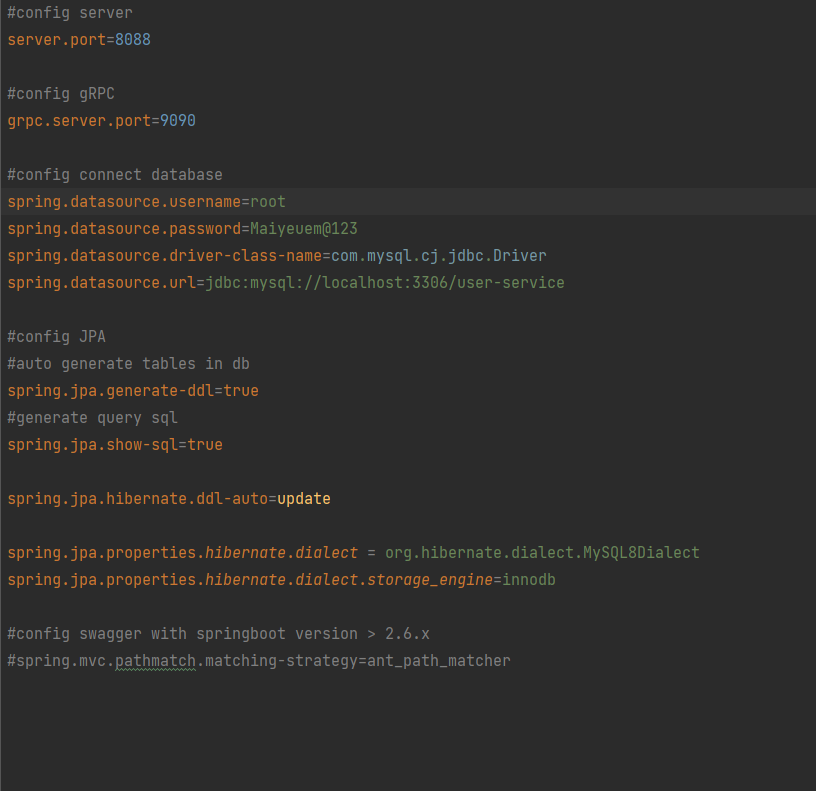 #config server
server.port=8088
#config gRPC
grpc.server.port=9090
#config connect database
spring.datasource.username=root
spring.datasource.password=Maiyeuem@123
spring.datasource.driver-class-name=com.mysql.cj.jdbc.Driver
spring.datasource.url=jdbc:mysql://localhost:3306/user-service
#config JPA
#auto generate tables in db
spring.jpa.generate-ddl=true
#generate query sql
spring.jpa.show-sql=true
spring.jpa.hibernate.ddl-auto=update
spring.jpa.properties.hibernate.dialect = org.hibernate.dialect.MySQL8Dialect
spring.jpa.properties.hibernate.dialect.storage_engine=innodb
#config swagger with springboot version > 2.6.x
#spring.mvc.pathmatch.matching-strategy=ant_path_matcher